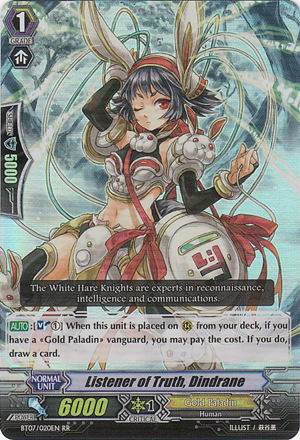 1
GRADE
SHIELD
5000
The White Hare Knights are experts in reconnaissance,
intelligence and communications.
AUTO : [V/R] [① ] When this unit is placed on from your deck, if you
have a «Gold Paladin» vanguard, you may pay the cost. If you do,
draw a card.
NORMAL
UNIT
Listener of Truth, Dindrane
POWER
6000
1
CRITICAL
Gold Paladin
Human
BT07/020EN RR
ILLUST / 萩谷薫